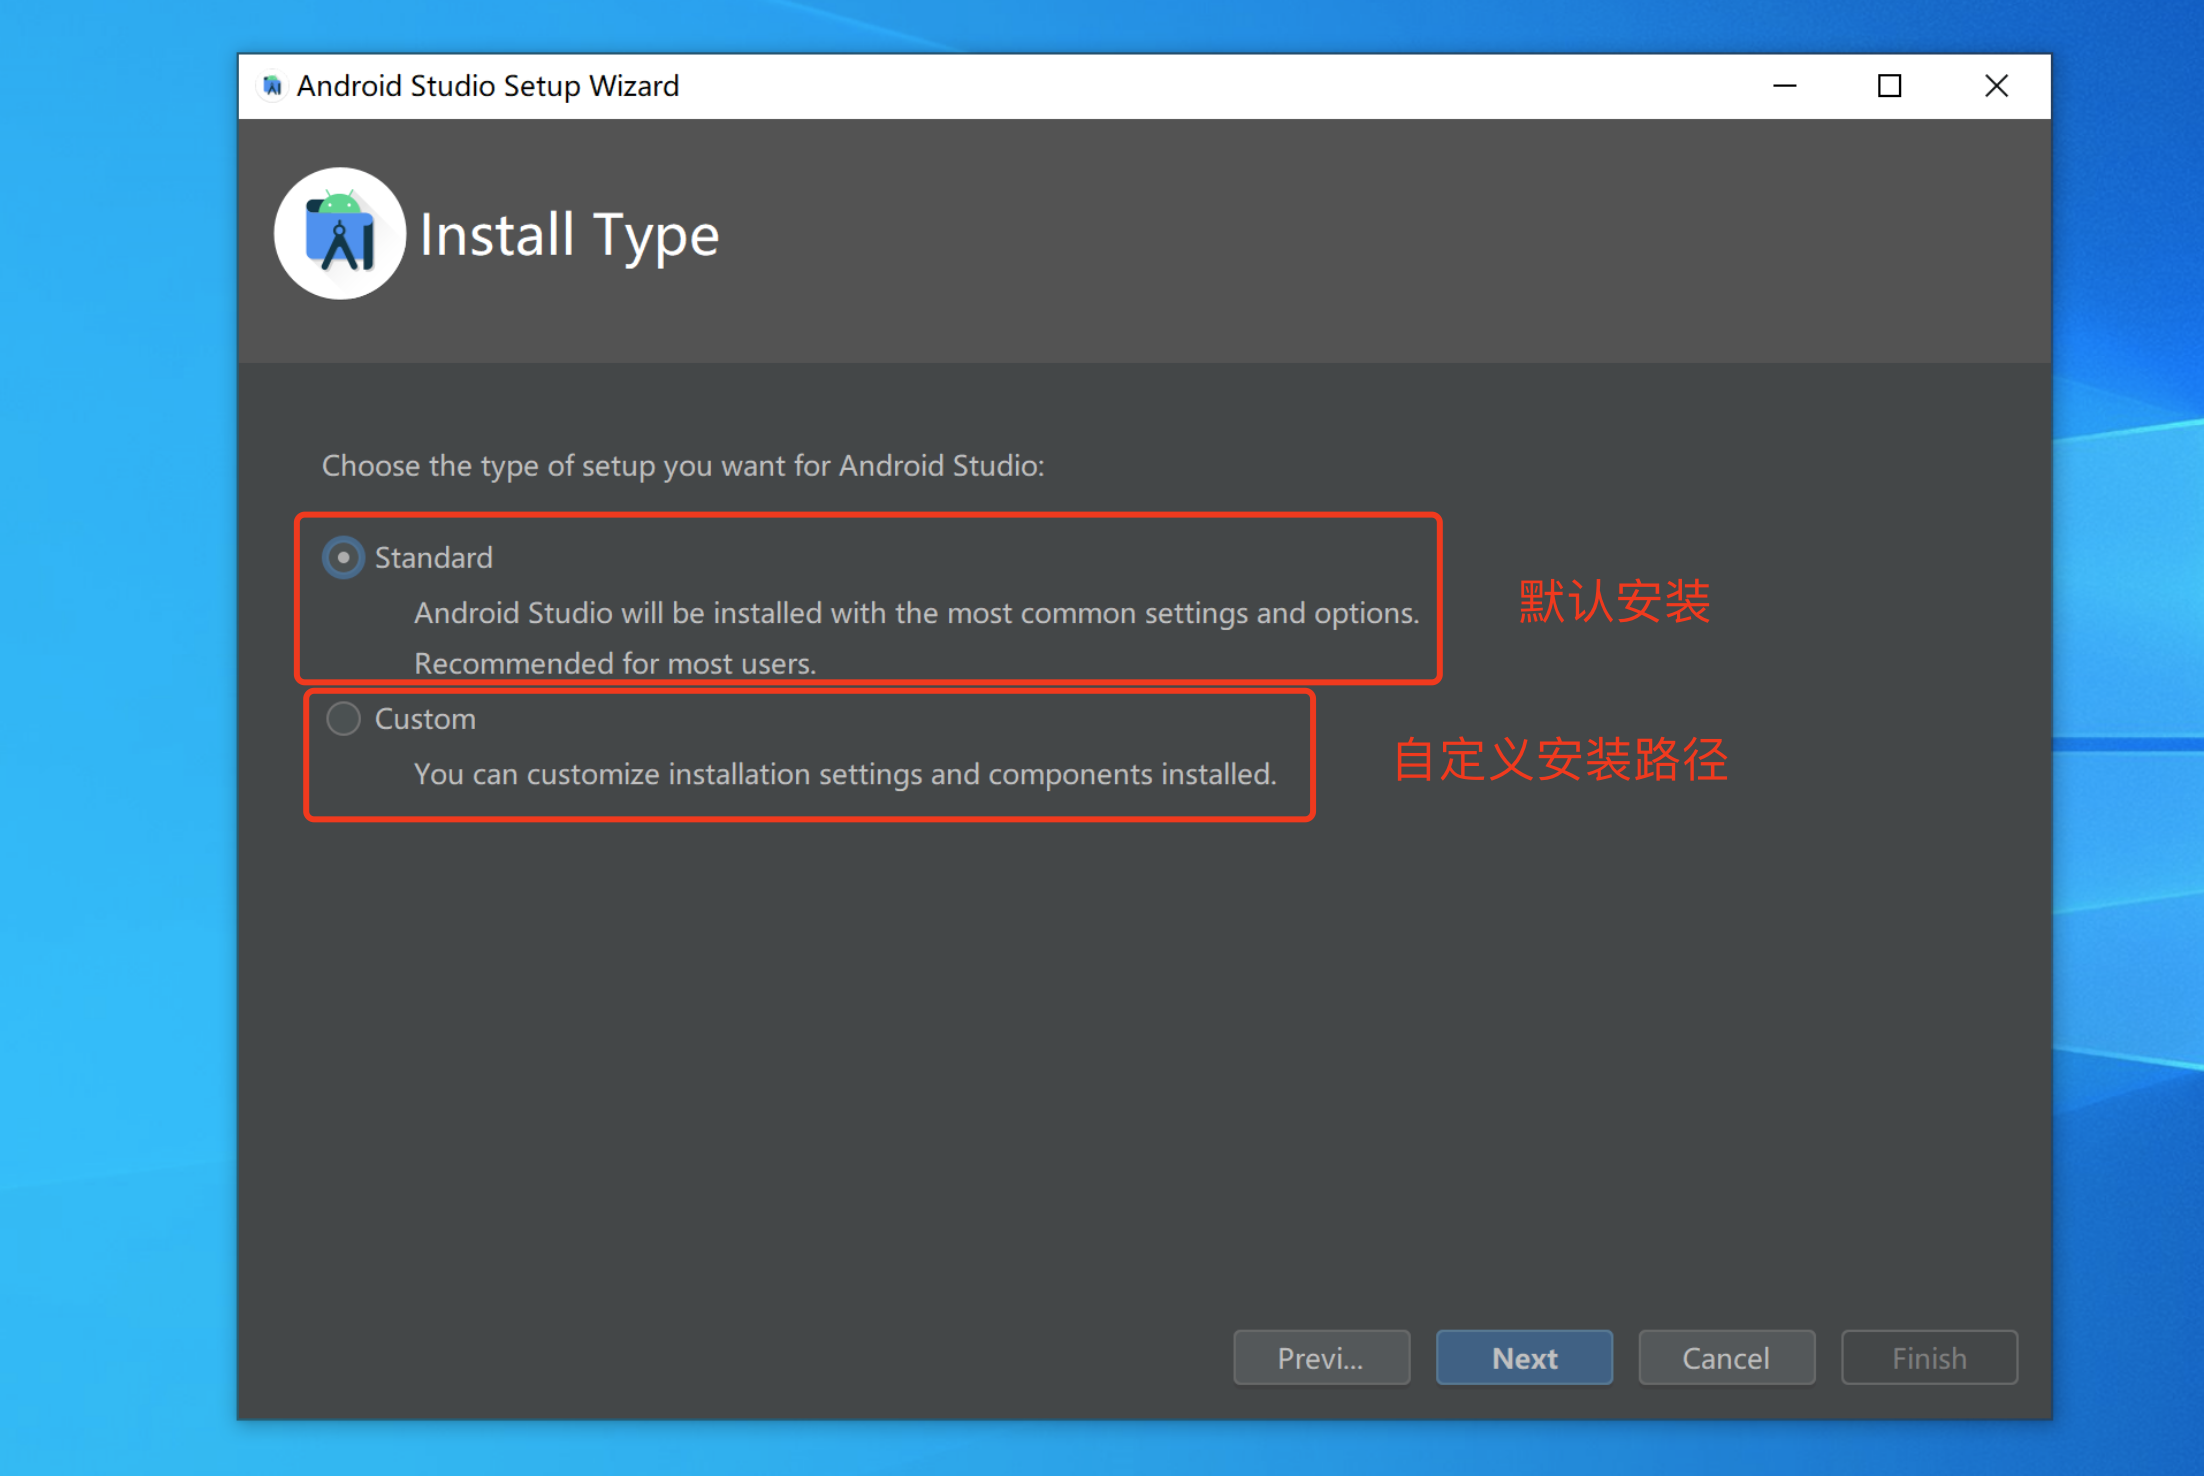 Android Studio Setup Wizard
Install Type
Choose the type of setup you want for Android Studio:
Standard
Android Studio will be installed with the most common settings and options.
Recommended for most users.
默认安装
Custom
You can customize installation settings and components installed.
自定义安装路径
Previ...
Next
Cancel
Finish